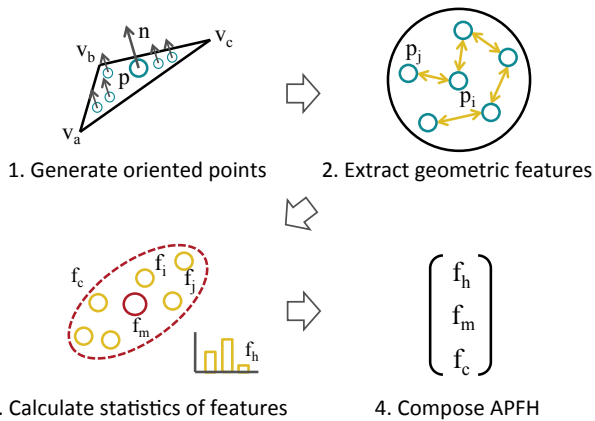 n
v_b
v_c
p
v_a
p_j
p_i
1. Generate oriented points
2. Extract geometric features
f_c
f_i
f_j
f_m
f_h
f_h
f_m
f_c
. Calculate statistics of features
4. Compose APFH